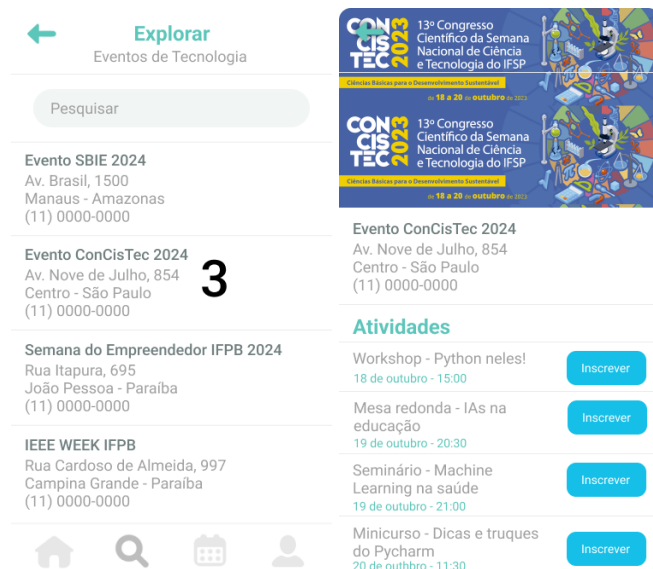 Explorar
Eventos de Tecnologia
Pesquisar
Evento SBIE 2024
Av. Brasil, 1500
Manaus - Amazonas
(11) 0000-0000
Evento ConCisTec 2024
Av. Nove de Julho, 854
Centro - São Paulo
(11) 0000-0000
3
Semana do Empreendedor IFPB 2024
Rua Itapura, 695
João Pessoa - Paraíba
(11) 0000-0000
IEEE WEEK IFPB
Rua Cardoso de Almeida, 997
Campina Grande - Paraíba
(11) 0000-0000
CON
CIS
TEC
2023
13º Congresso
Científico da Semana
Nacional de Ciência
e Tecnologia do IFSP
Ciências Básicas para o Desenvolvimento Sustentável
de 18 a 20 de outubro de 2023
CON
CIS
TEC
2023
13º Congresso
Científico da Semana
Nacional de Ciência
e Tecnologia do IFSP
Ciências Básicas para o Desenvolvimento Sustentável
de 18 a 20 de outubro de 2023
Evento ConCisTec 2024
Av. Nove de Julho, 854
Centro - São Paulo
(11) 0000-0000
Atividades
Workshop - Python neles!
18 de outubro - 15:00
Inscrever
Mesa redonda - IAs na
educação
19 de outubro - 20:30
Inscrever
Seminário - Machine
Learning na saúde
19 de outubro - 21:00
Inscrever
Minicurso - Dicas e truques
do Pycharm
20 de outhbro - 11:30
Inscrever